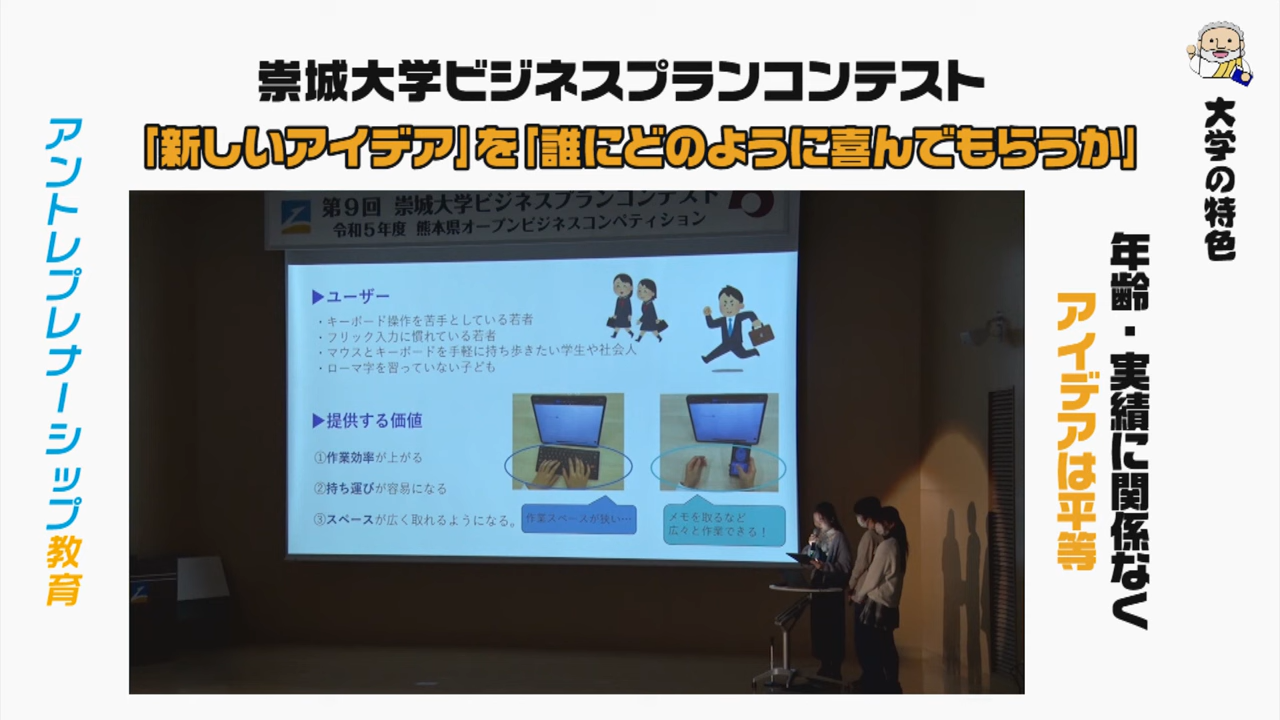 崇城大学ビジネスプランコンテスト
「新しいアイデア」を「誰にどのように喜んでもらうか」
大学の特色
年齢・実績に関係なく
アイデアは平等
アントレプレナーシップ教育
第9回 崇城大学ビジネスプランコンテスト
令和5年度 熊本県オープンビジネスコンペティション
▶ユーザー
・キーボード操作を苦手としている若者
・フリック入力に慣れている若者
・マウスとキーボードを手軽に持ち歩きたい学生や社会人
・ローマ字を習っていない子ども
▶提供する価値
①作業効率が上がる
②持ち運びが容易になる
③スペースが広く取れるようになる。
作業スペースが狭い…
メモを取るなど
広々と作業できる！